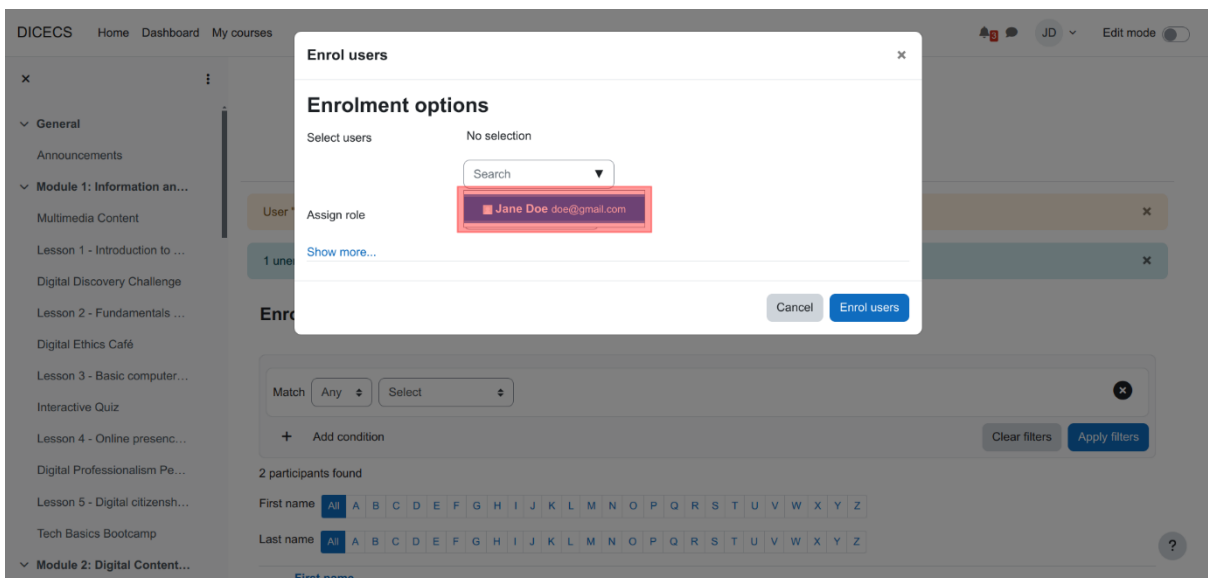 DICECS Home Dashboard My courses
3 JD Edit mode
Enrol users
Enrolment options
Select users No selection
Search
Jane Doe doe@gmail.com
Assign role
Show more...
Cancel Enrol users
General
Announcements
Module 1: Information an...
Multimedia Content
Lesson 1 - Introduction to ...
Digital Discovery Challenge
Lesson 2 - Fundamentals ...
Digital Ethics Café
Lesson 3 - Basic computer...
Interactive Quiz
Lesson 4 - Online presenc...
Digital Professionalism Pe...
Lesson 5 - Digital citizensh...
Tech Basics Bootcamp
Module 2: Digital Content...
User "
1 une
Enro
Match Any Select
+ Add condition
Clear filters Apply filters
2 participants found
First name All A B C D E F G H I J K L M N O P Q R S T U V W X Y Z
Last name All A B C D E F G H I J K L M N O P Q R S T U V W X Y Z
First name
?